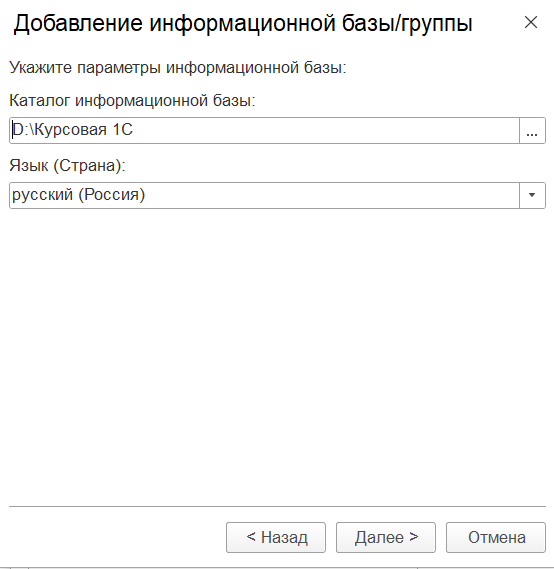 Добавление информационной базы/группы
Укажите параметры информационной базы:
Каталог информационной базы:
D:\Курсовая 1С
...
Язык (Страна):
русский (Россия)
< Назад
Далее >
Отмена